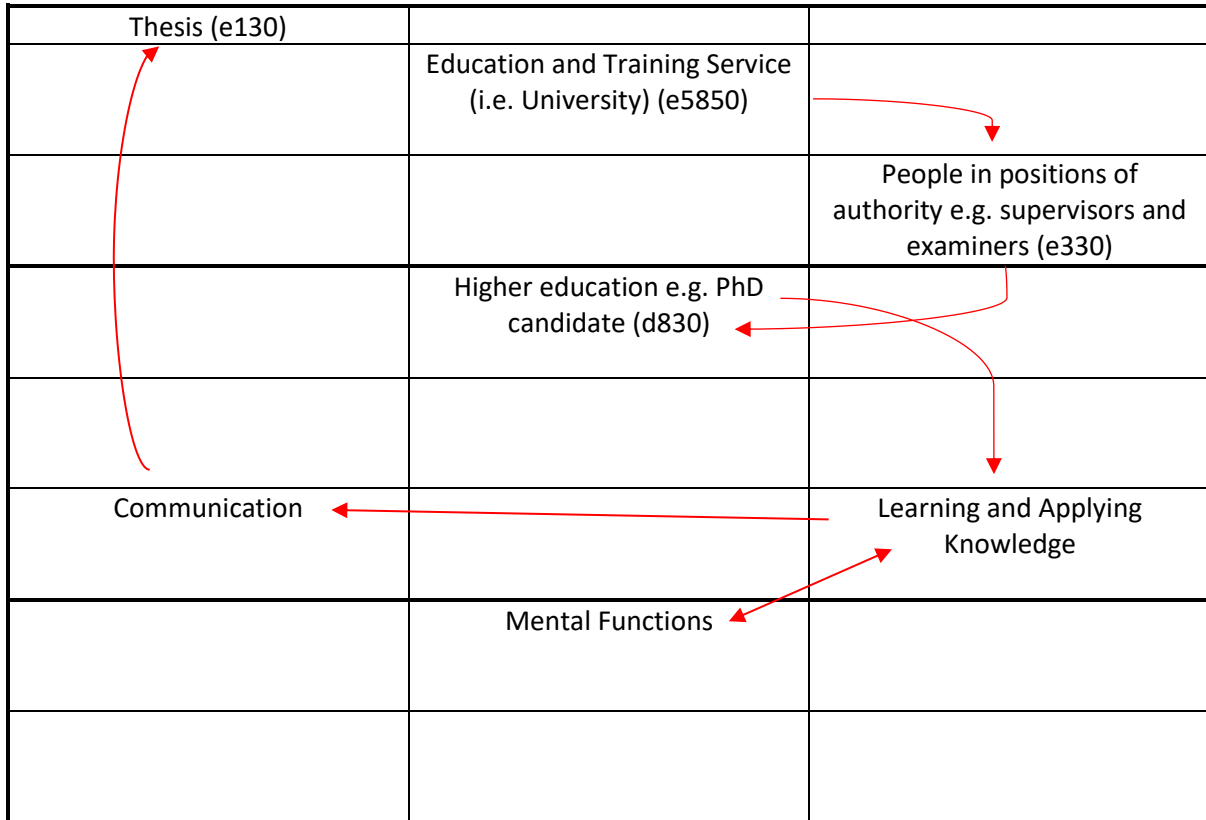 Thesis (e130)
Education and Training Service
(i.e. University) (e5850)
People in positions of
authority e.g. supervisors and
examiners (e330)
Higher education e.g. PhD
candidate (d830)
Communication
Learning and Applying
Knowledge
Mental Functions